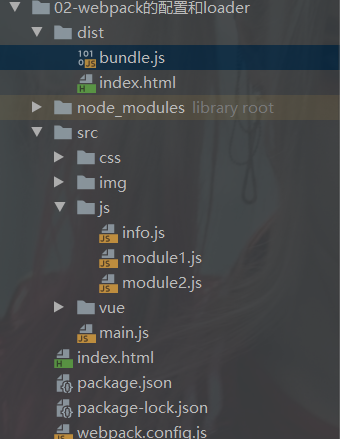 02-webpack的配置和loader
dist
bundle.js
index.html
node_modules library root
src
css
img
js
info.js
module1.js
module2.js
vue
main.js
index.html
package.json
package-lock.json
webpack.config.js